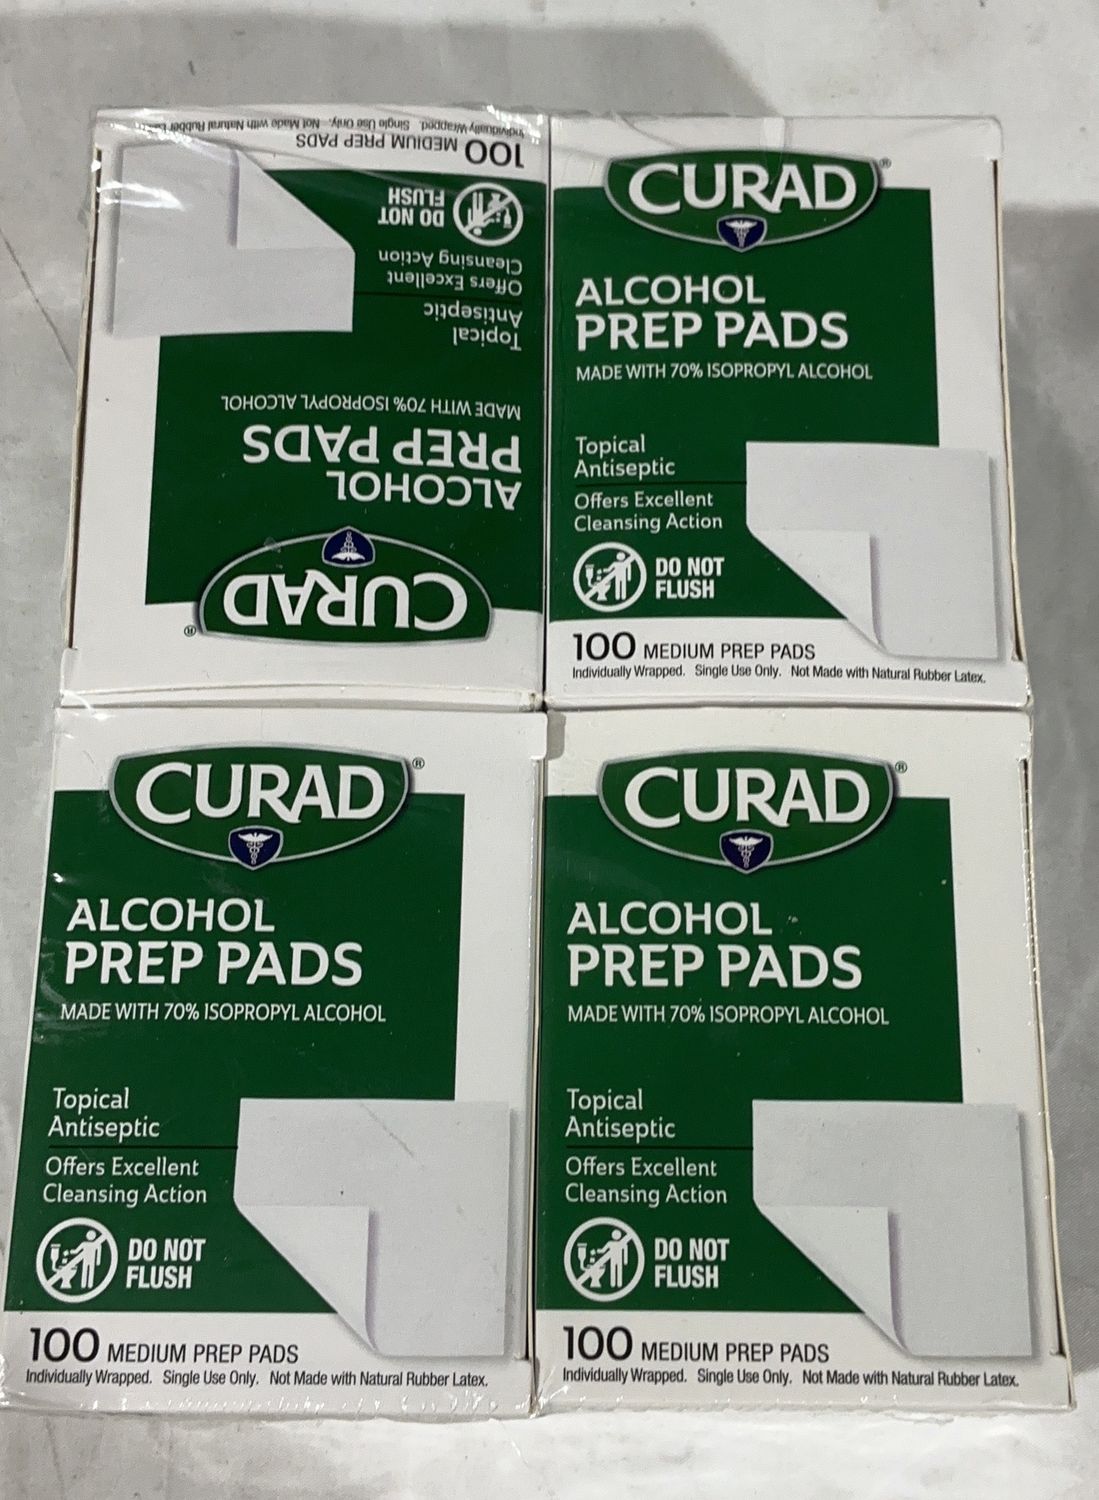 CURAD®
ALCOHOL
PREP PADS
MADE WITH 70% ISOPROPYL ALCOHOL
Topical
Antiseptic
Offers Excellent
Cleansing Action
DO NOT
FLUSH
100 MEDIUM PREP PADS
Individually Wrapped. Single Use Only. Not Made with Natural Rubber
CURAD®
ALCOHOL
PREP PADS
MADE WITH 70% ISOPROPYL ALCOHOL
Topical
Antiseptic
Offers Excellent
Cleansing Action
DO NOT
FLUSH
100 MEDIUM PREP PADS
Individually Wrapped. Single Use Only. Not Made with Natural Rubber Latex.
CURAD®
ALCOHOL
PREP PADS
MADE WITH 70% ISOPROPYL ALCOHOL
Topical
Antiseptic
Offers Excellent
Cleansing Action
DO NOT
FLUSH
100 MEDIUM PREP PADS
Individually Wrapped. Single Use Only. Not Made with Natural Rubber Latex.
CURAD®
ALCOHOL
PREP PADS
MADE WITH 70% ISOPROPYL ALCOHOL
Topical
Antiseptic
Offers Excellent
Cleansing Action
DO NOT
FLUSH
100 MEDIUM PREP PADS
Individually Wrapped. Single Use Only. Not Made with Natural Rubber Latex.